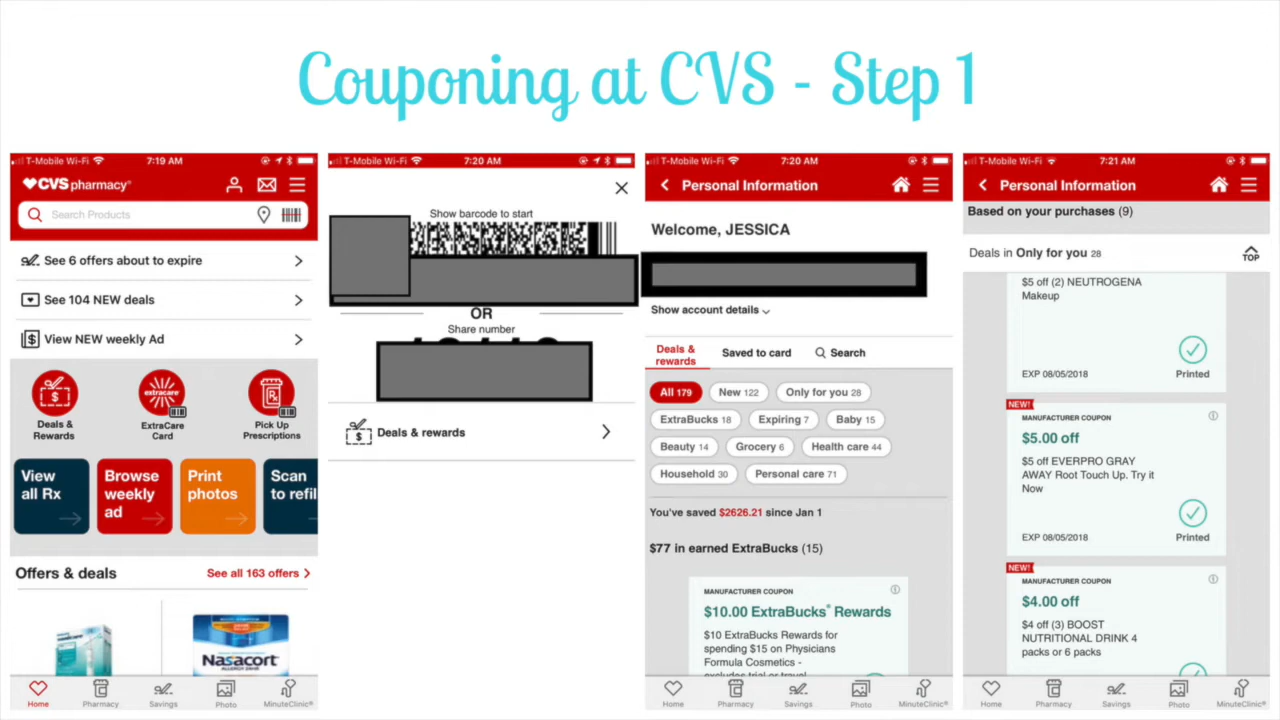 Couponing at CVS - Step 1
T-Mobile Wi-Fi 7:19 AM
CVS pharmacy®
Search Products
See 6 offers about to expire
See 104 NEW deals
View NEW weekly Ad
Deals & Rewards
extracare
ExtraCare Card
Pick Up Prescriptions
View all Rx
Browse weekly ad
Print photos
Scan to refil
Offers & deals
See all 163 offers
Nasacort
ALLERGY 24HR
Home
Pharmacy
Savings
Photo
MinuteClinic®
T-Mobile Wi-Fi 7:20 AM
Show barcode to start
OR
Share number
Deals & rewards
T-Mobile Wi-Fi 7:20 AM
Personal Information
Welcome, JESSICA
Show account details
Deals & rewards
Saved to card
Search
All 179
New 122
Only for you 28
ExtraBucks 18
Expiring 7
Baby 15
Beauty 14
Grocery 6
Health care 44
Household 30
Personal care 71
You've saved $2626.21 since Jan 1
$77 in earned ExtraBucks (15)
MANUFACTURER COUPON
$10.00 ExtraBucks® Rewards
$10 ExtraBucks Rewards for
spending $15 on Physicians
Formula Cosmetics -
excludes trial or travel
Home
Pharmacy
Savings
Photo
MinuteClinic®
T-Mobile Wi-Fi 7:21 AM
Personal Information
Based on your purchases (9)
Deals in Only for you 28
TOP
$5 off (2) NEUTROGENA
Makeup
EXP 08/05/2018
Printed
NEW!
MANUFACTURER COUPON
$5.00 off
$5 off EVERPRO GRAY
AWAY Root Touch Up. Try it
Now
EXP 08/05/2018
Printed
NEW!
MANUFACTURER COUPON
$4.00 off
$4 off (3) BOOST
NUTRITIONAL DRINK 4
packs or 6 packs
Home
Pharmacy
Savings
Photo
MinuteClinic®